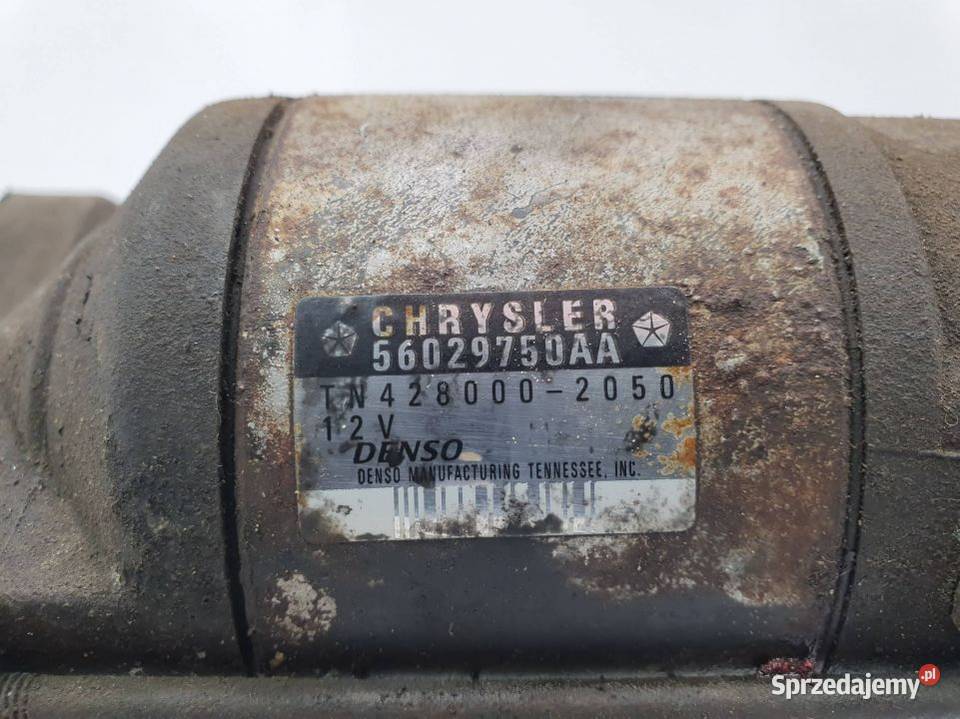 CHRYSLER
56029750AA
TN428000-2050
12V
DENSO
DENSO MANUFACTURING TENNESSEE, INC.
Sprzedajemy.pl